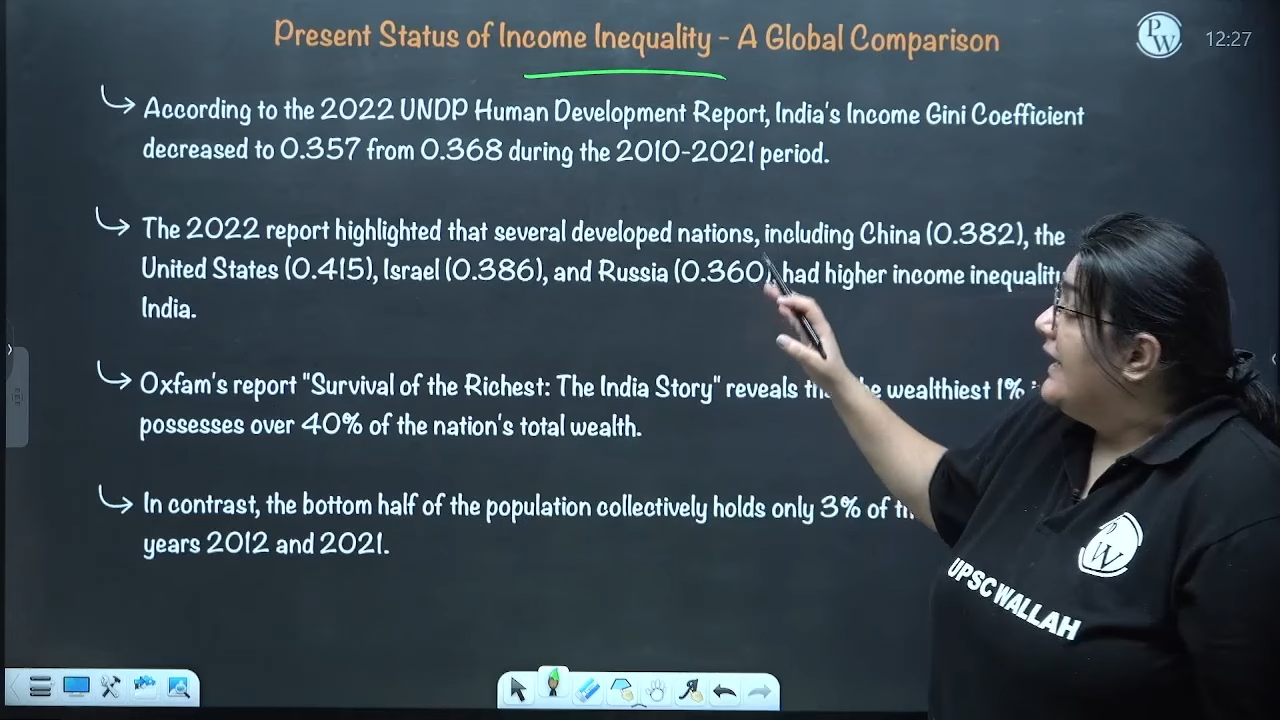 Present Status of Income Inequality - A Global Comparison
PW
12:27
According to the 2022 UNDP Human Development Report, India's Income Gini Coefficient
decreased to 0.357 from 0.368 during the 2010-2021 period.
The 2022 report highlighted that several developed nations, including China (0.382), the
United States (0.415), Israel (0.386), and Russia (0.360), had higher income inequality
India.
Oxfam's report "Survival of the Richest: The India Story" reveals wealthiest 1%
possesses over 40% of the nation's total wealth.
In contrast, the bottom half of the population collectively holds only 3% of
years 2012 and 2021.
PW
UPSC WALLAH